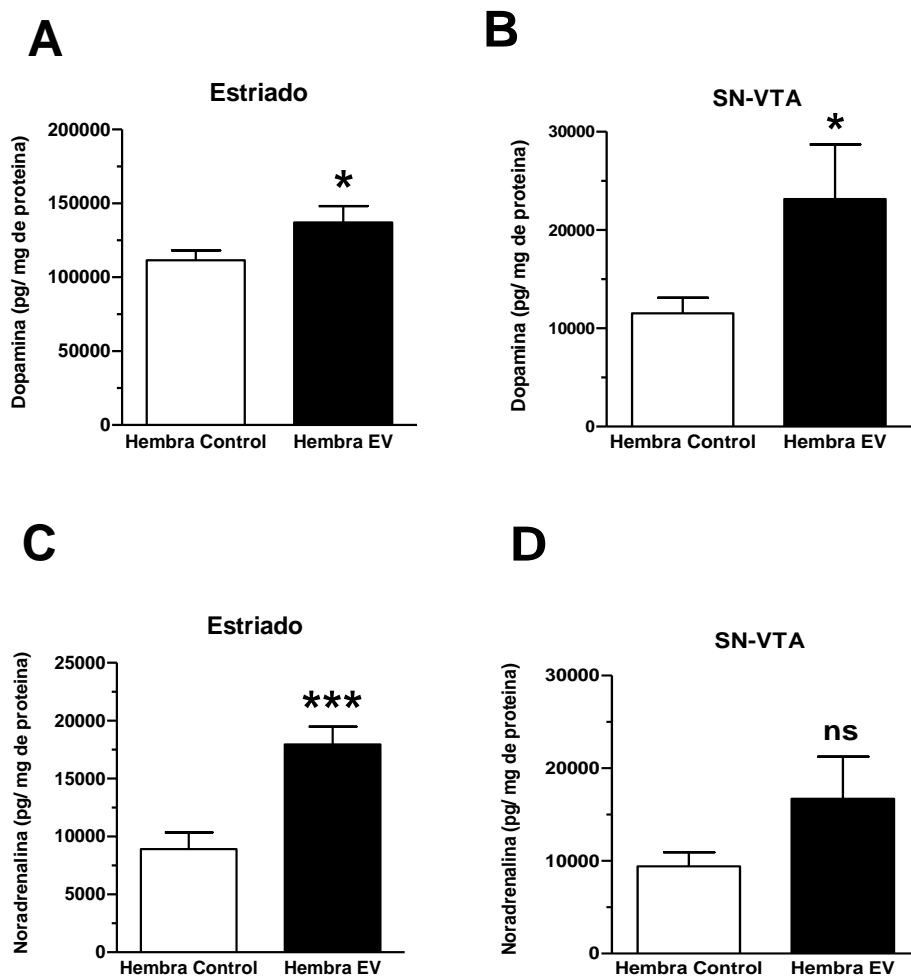 A
Estriado
Dopamina (pg/ mg de proteina)
200000
150000
100000
50000
0
*
Hembra Control
Hembra EV
B
SN-VTA
Dopamina (pg/ mg de proteina)
30000
20000
10000
0
*
Hembra Control
Hembra EV
C
Estriado
Noradrenalina (pg/ mg de proteina)
25000
20000
15000
10000
5000
0
***
Hembra Control
Hembra EV
D
SN-VTA
Noradrenalina (pg/ mg de proteina)
30000
20000
10000
0
ns
Hembra Control
Hembra EV